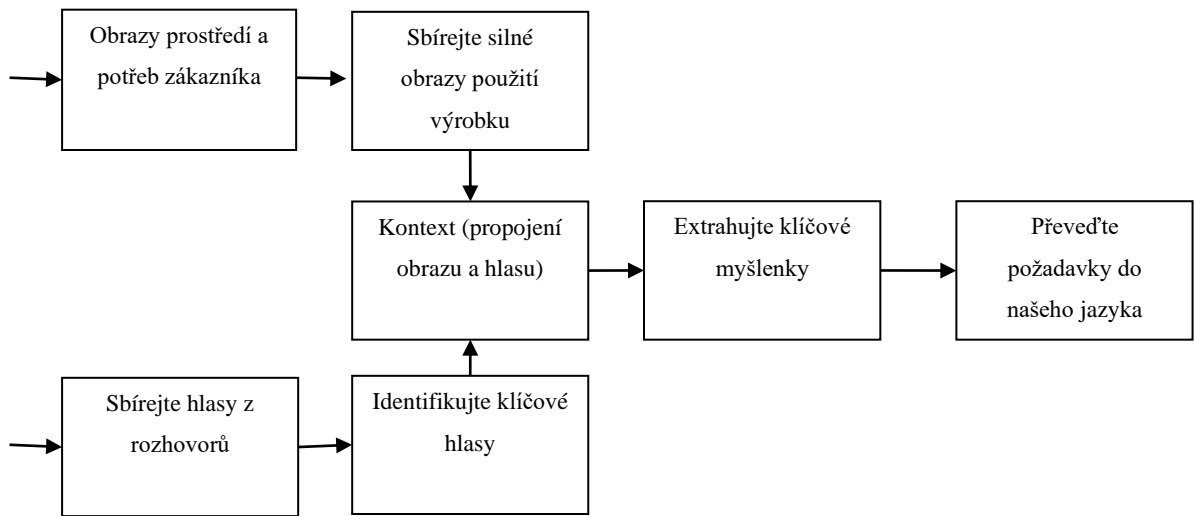 Obrazy prostředí a
potřeb zákazníka
Sbírejte silné
obrazy použití
výrobku
Kontext (propojení
obrazu a hlasu)
Extrahujte klíčové
myšlenky
Převeďte
požadavky do
našeho jazyka
Sbírejte hlasy z
rozhovorů
Identifikujte klíčové
hlasy